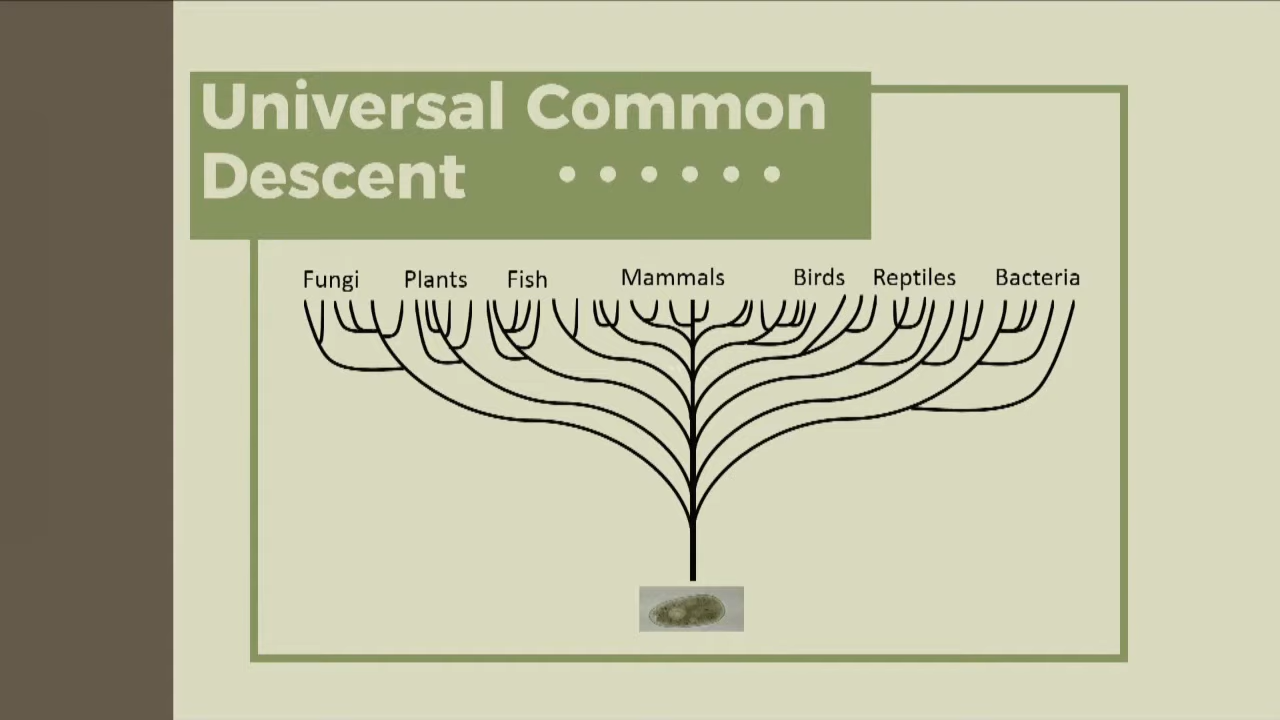 Universal Common
Descent
Fungi Plants Fish Mammals Birds Reptiles Bacteria